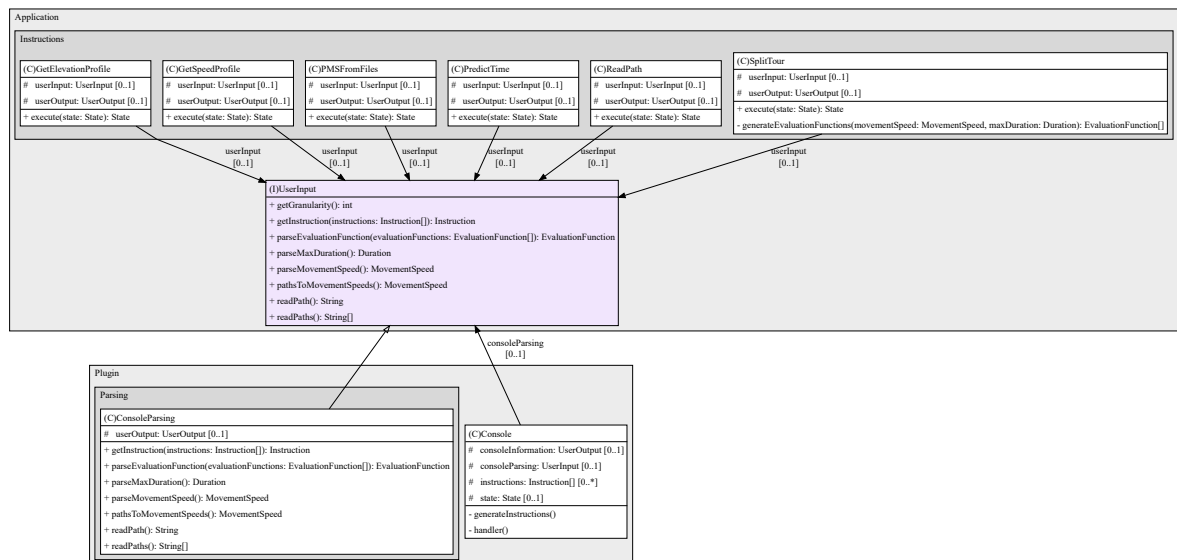 Application
Instructions
(C)GetElevationProfile
# userInput: UserInput [0..1]
# userOutput: UserOutput [0..1]
+ execute(state: State): State
(C)GetSpeedProfile
# userInput: UserInput [0..1]
# userOutput: UserOutput [0..1]
+ execute(state: State): State
(C)PMSFromFiles
# userInput: UserInput [0..1]
# userOutput: UserOutput [0..1]
+ execute(state: State): State
(C)PredictTime
# userInput: UserInput [0..1]
# userOutput: UserOutput [0..1]
+ execute(state: State): State
(C)ReadPath
# userInput: UserInput [0..1]
# userOutput: UserOutput [0..1]
+ execute(state: State): State
(C)SplitTour
# userInput: UserInput [0..1]
# userOutput: UserOutput [0..1]
+ execute(state: State): State
- generateEvaluationFunctions(movementSpeed: MovementSpeed, maxDuration: Duration): EvaluationFunction[]
userInput
[0..1]
userInput
[0..1]
userInput
[0..1]
userInput
[0..1]
userInput
[0..1]
userInput
[0..1]
(I)UserInput
+ getGranularity(): int
+ getInstruction(instructions: Instruction[]): Instruction
+ parseEvaluationFunction(evaluationFunctions: EvaluationFunction[]): EvaluationFunction
+ parseMaxDuration(): Duration
+ parseMovementSpeed(): MovementSpeed
+ pathsToMovementSpeeds(): MovementSpeed
+ readPath(): String
+ readPaths(): String[]
consoleParsing
[0..1]
Plugin
Parsing
(C)ConsoleParsing
# userOutput: UserOutput [0..1]
+ getInstruction(instructions: Instruction[]): Instruction
+ parseEvaluationFunction(evaluationFunctions: EvaluationFunction[]): EvaluationFunction
+ parseMaxDuration(): Duration
+ parseMovementSpeed(): MovementSpeed
+ pathsToMovementSpeeds(): MovementSpeed
+ readPath(): String
+ readPaths(): String[]
(C)Console
# consoleInformation: UserOutput [0..1]
# consoleParsing: UserInput [0..1]
# instructions: Instruction[] [0..*]
# state: State [0..1]
- generateInstructions()
- handler()